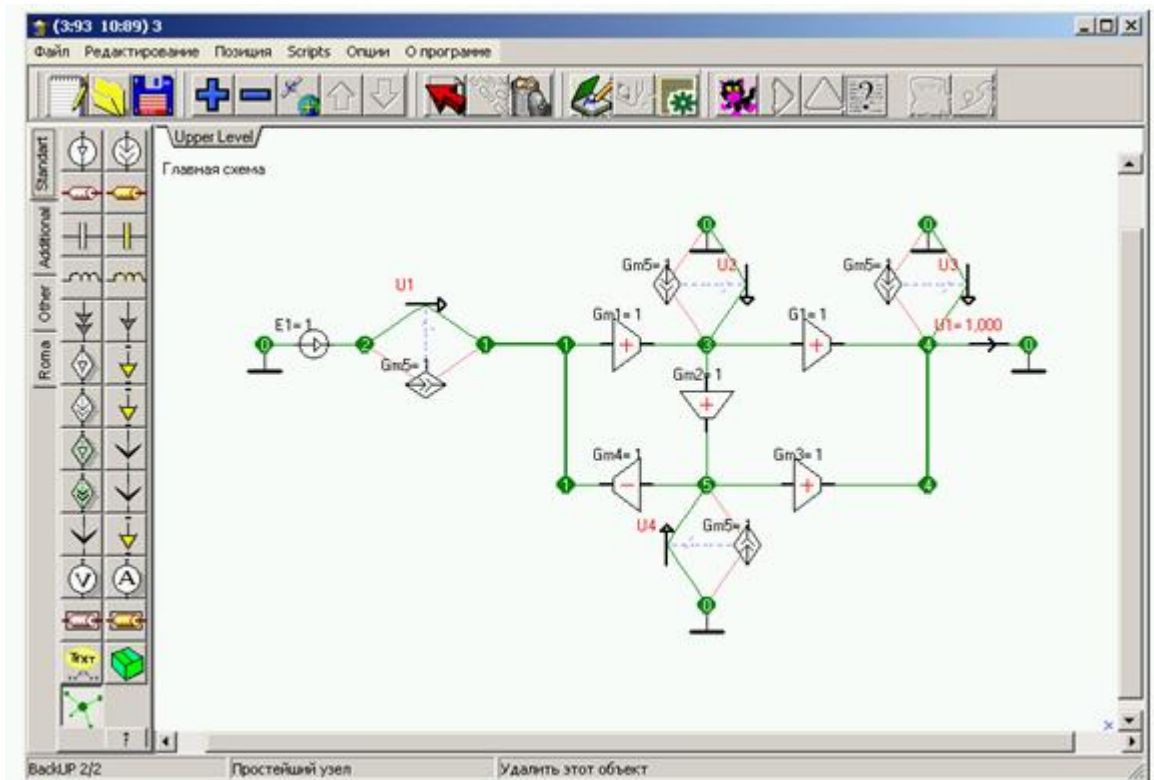 (3:93 10:89) 3
Файл Редактирование Позиция Scripts Опции О программе
Standart
Additional
Other
Roma
Upper Level
Главная схема
0
0
Gm5= 1
U2
Gm5= 1
U3
U1
E1= 1
Gm1= 1
G1= 1
U1= 1,000
0
2
1
1
3
4
0
Gm5= 1
Gm2= 1
Gm4= 1
Gm3= 1
1
5
4
U4
Gm5= 1
0
V
A
Text
?
?
BackUP 2/2
Простейший узел
Удалить этот объект